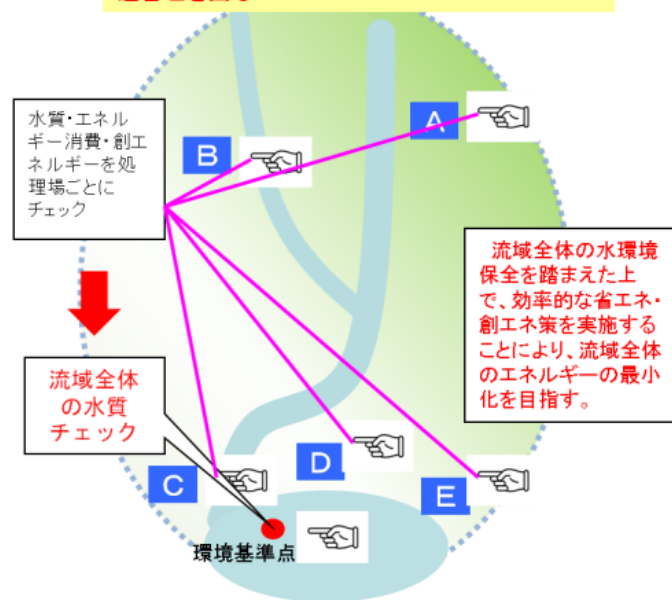 水質・エネル
ギー消費・創エ
ネルギーを処
理場ごとに
チェック
A
B
流域全体の水環境
保全を踏まえた上
で、効率的な省エネ・
創エネ策を実施する
ことにより、流域全体
のエネルギーの最小
化を目指す。
流域全体
の水質
チェック
C
D
E
環境基準点